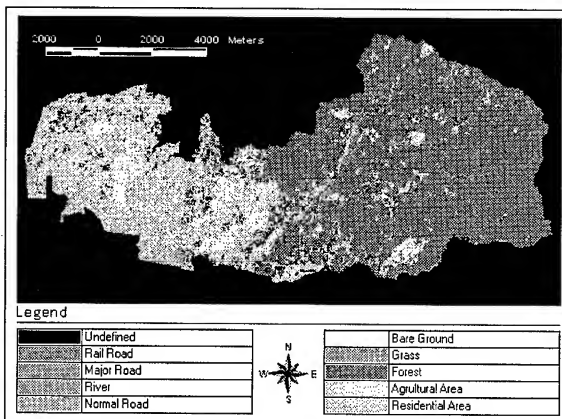 2000 0 2000 4000 Meters
Legend
Undefined
Rail Road
Major Road
River
Normal Road
N
W E
S
Bare Ground
Grass
Forest
Agrultural Area
Residential Area